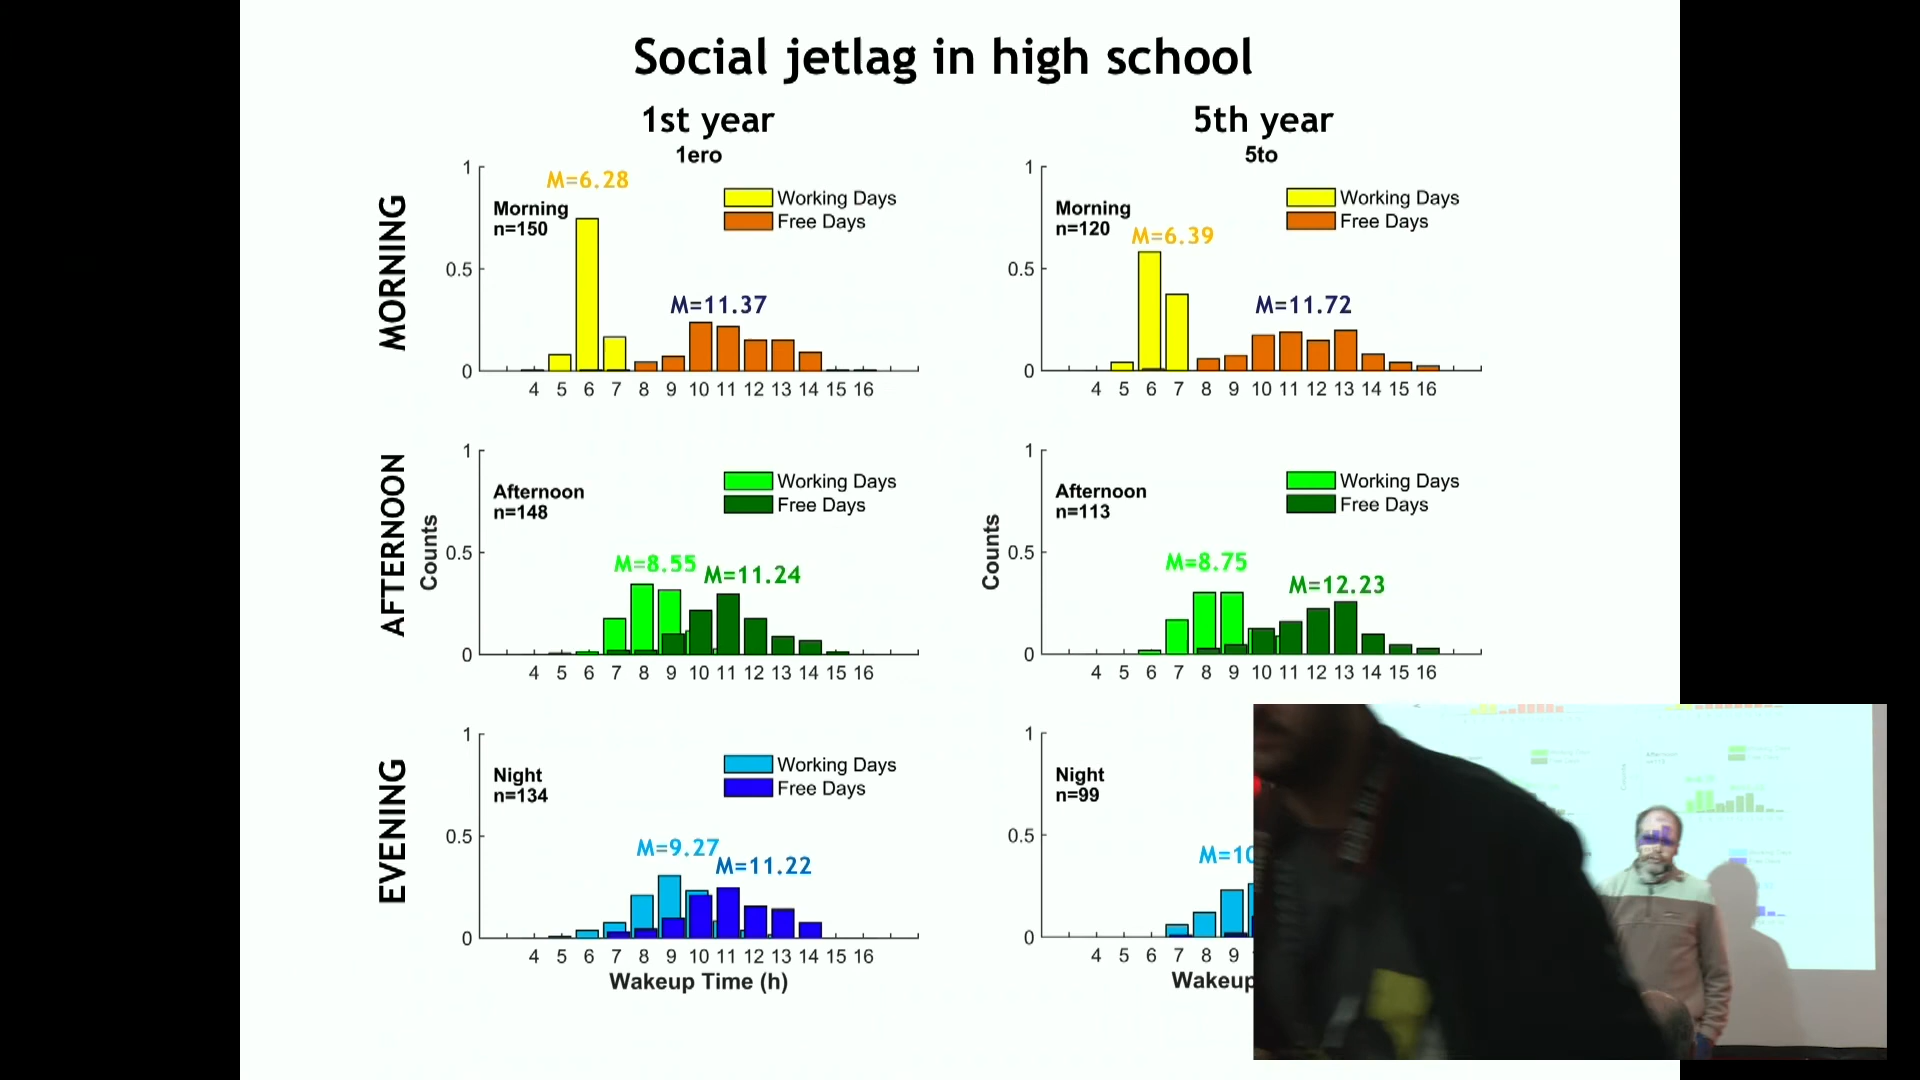 Social jetlag in high school
1st year
5th year
1ero
5to
MORNING
1
0.5
0
M=6.28
Morning
n=150
Working Days
Free Days
M=11.37
4 5 6 7 8 9 10 11 12 13 14 15 16
1
0.5
0
Morning
n=120
M=6.39
Working Days
Free Days
M=11.72
4 5 6 7 8 9 10 11 12 13 14 15 16
AFTERNOON
Counts
1
0.5
0
Afternoon
n=148
Working Days
Free Days
M=8.55
M=11.24
4 5 6 7 8 9 10 11 12 13 14 15 16
Counts
1
0.5
0
Afternoon
n=113
Working Days
Free Days
M=8.75
M=12.23
4 5 6 7 8 9 10 11 12 13 14 15 16
EVENING
1
0.5
0
Night
n=134
Working Days
Free Days
M=9.27
M=11.22
4 5 6 7 8 9 10 11 12 13 14 15 16
Wakeup Time (h)
1
0.5
0
Night
n=99
M=10
4 5 6 7 8 9
Wakeup